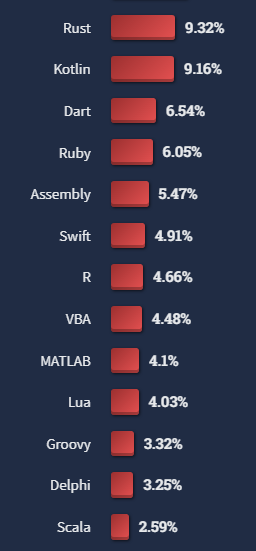 Rust 9.32%
Kotlin 9.16%
Dart 6.54%
Ruby 6.05%
Assembly 5.47%
Swift 4.91%
R 4.66%
VBA 4.48%
MATLAB 4.1%
Lua 4.03%
Groovy 3.32%
Delphi 3.25%
Scala 2.59%